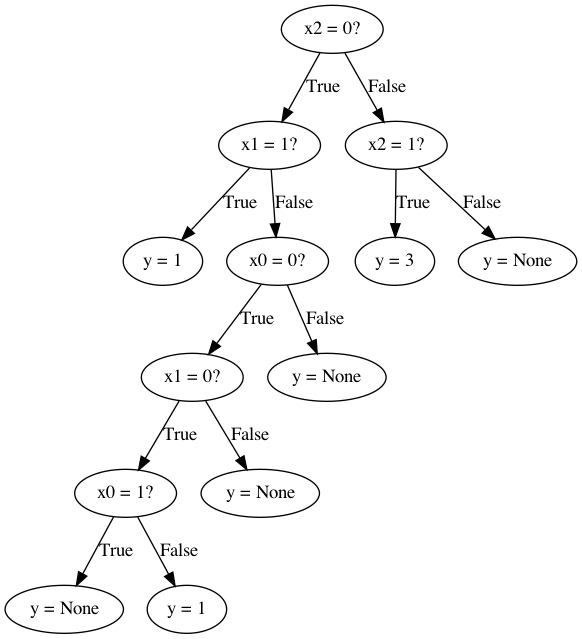 x2 = 0?
True
False
x1 = 1?
x2 = 1?
True
False
True
False
y = 1
x0 = 0?
y = 3
y = None
True
False
x1 = 0?
y = None
True
False
x0 = 1?
y = None
True
False
y = None
y = 1